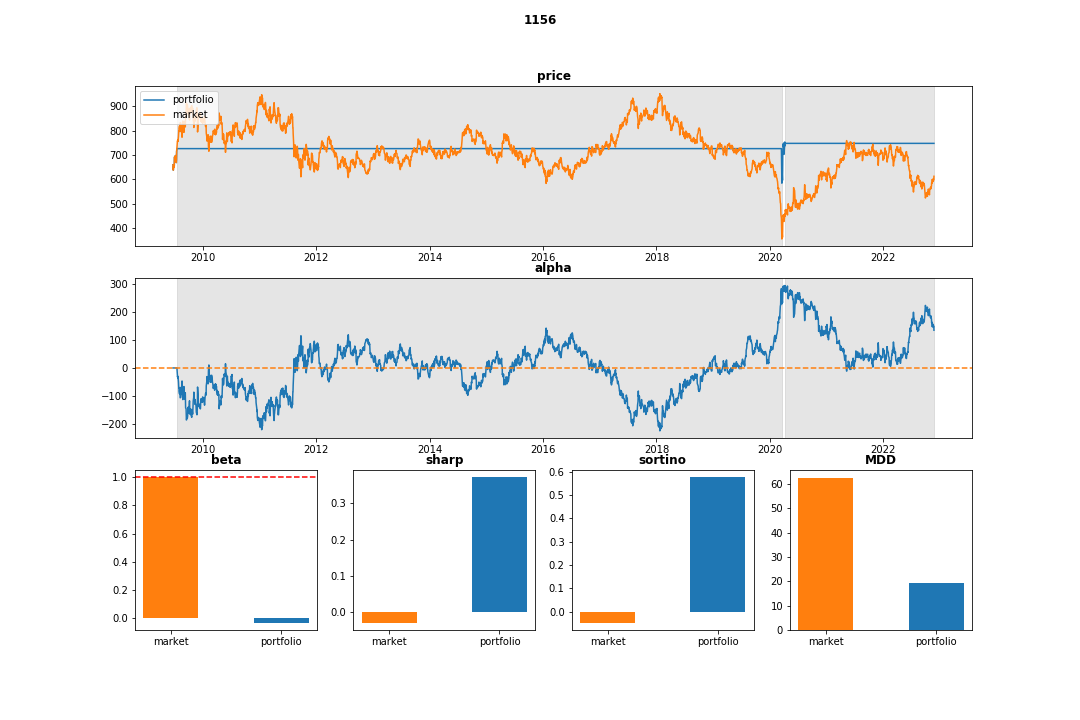 1156
price
portfolio
market
900
800
700
600
500
400
2010 2012 2014 2016 2018 2020 2022
alpha
300
200
100
0
−100
−200
2010 2012 2014 2016 2018 2020 2022
beta
1.0
0.8
0.6
0.4
0.2
0.0
market portfolio
sharp
0.3
0.2
0.1
0.0
market portfolio
sortino
0.6
0.5
0.4
0.3
0.2
0.1
0.0
market portfolio
MDD
60
50
40
30
20
10
0
market portfolio